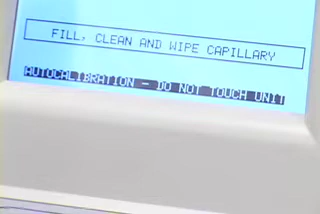 FILL, CLEAN AND WIPE CAPILLARY
AUTOCALIBRATION - DO NOT TOUCH UNIT